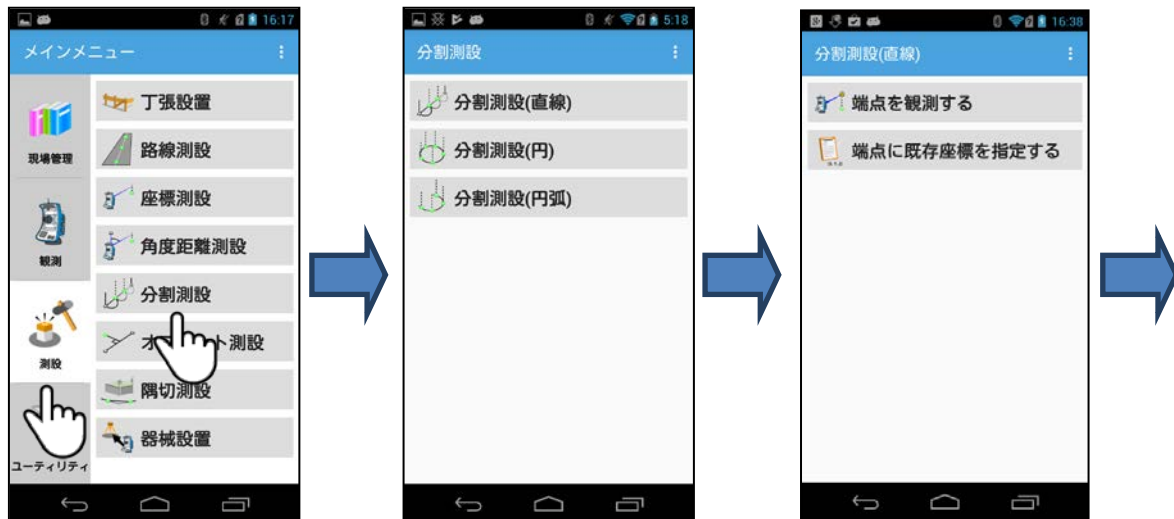 16:17
メインメニュー
現場管理
観測
測設
ユーティリティ
丁張設置
路線測設
座標測設
角度距離測設
分割測設
オ ト測設
隅切測設
器械設置
5:18
分割測設
分割測設(直線)
分割測設(円)
分割測設(円弧)
16:38
分割測設(直線)
端点を観測する
端点に既存座標を指定する